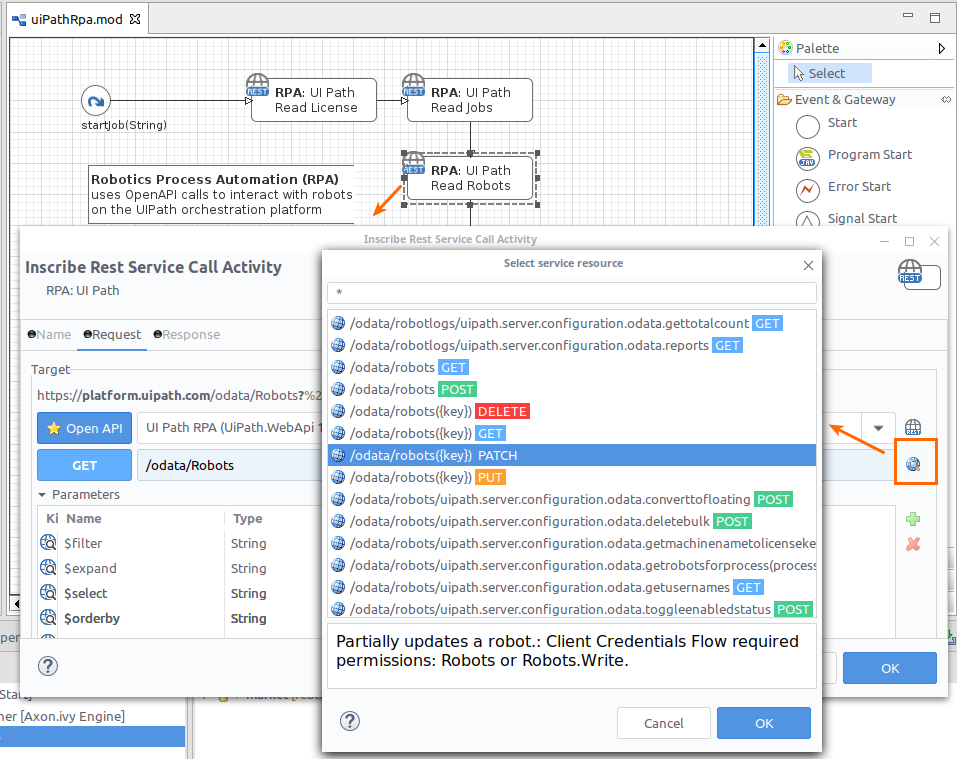 uiPathRpa.mod
Palette
Select
Event & Gateway
Start
JAV
Program Start
Error Start
Signal Start
startJob(String)
REST
RPA: UI Path
Read License
REST
RPA: UI Path
Read Jobs
REST
RPA: UI Path
Read Robots
Robotics Process Automation (RPA)
uses OpenAPI calls to interact with robots
on the UIPath orchestration platform
Inscribe Rest Service Call Activity
Inscribe Rest Service Call Activity
RPA: UI Path
REST
Name Request Response
Target
https://platform.uipath.com/odata/Robots?%2
Open API UI Path RPA (UiPath.WebApi 1
REST
GET /odata/Robots
Parameters
Ki Name Type
$filter String
$expand String
$select String
$orderby String
?
OK
Select service resource
*
/odata/robotlogs/uipath.server.configuration.odata.gettotalcount GET
/odata/robotlogs/uipath.server.configuration.odata.reports GET
/odata/robots GET
/odata/robots POST
/odata/robots({key}) DELETE
/odata/robots({key}) GET
/odata/robots({key}) PATCH
/odata/robots({key}) PUT
/odata/robots/uipath.server.configuration.odata.converttofloating POST
/odata/robots/uipath.server.configuration.odata.deletebulk POST
/odata/robots/uipath.server.configuration.odata.getmachinenametolicenseke
/odata/robots/uipath.server.configuration.odata.getrobotsforprocess(process
/odata/robots/uipath.server.configuration.odata.getusernames GET
/odata/robots/uipath.server.configuration.odata.toggleenabledstatus POST
Partially updates a robot.: Client Credentials Flow required
permissions: Robots or Robots.Write.
?
Cancel
OK
Start]
ner [Axon.ivy Engine]